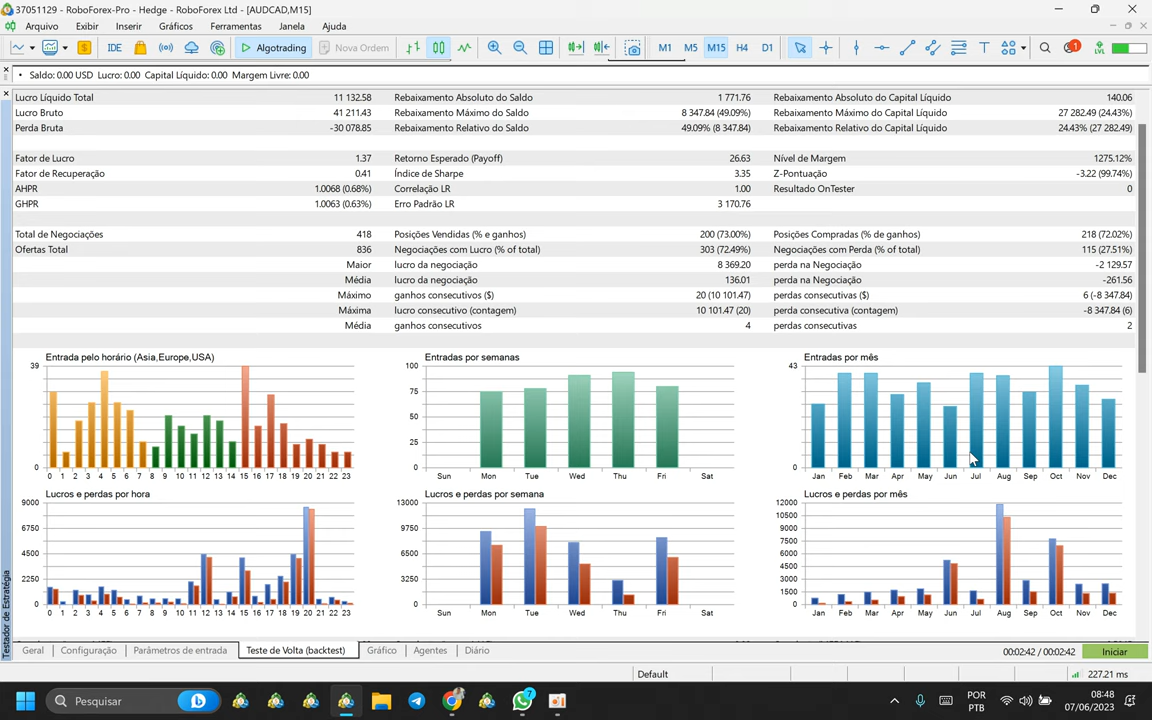 37051129 - RoboForex-Pro - Hedge - RoboForex Ltd - [AUDCAD,M15]
Arquivo Exibir Inserir Gráficos Ferramentas Janela Ajuda
IDE Algotrading Nova Ordem M1 M5 M15 H4 D1 1 LVL
• Saldo: 0.00 USD Lucro: 0.00 Capital Líquido: 0.00 Margem Livre: 0.00
Lucro Líquido Total 11 132.58 Rebaixamento Absoluto do Saldo 1 771.76 Rebaixamento Absoluto do Capital Líquido 140.06
Lucro Bruto 41 211.43 Rebaixamento Máximo do Saldo 8 347.84 (49.09%) Rebaixamento Máximo do Capital Líquido 27 282.49 (24.43%)
Perda Bruta -30 078.85 Rebaixamento Relativo do Saldo 49.09% (8 347.84) Rebaixamento Relativo do Capital Líquido 24.43% (27 282.49)
Fator de Lucro 1.37 Retorno Esperado (Payoff) 26.63 Nível de Margem 1275.12%
Fator de Recuperação 0.41 Índice de Sharpe 3.35 Z-Pontuação -3.22 (99.74%)
AHPR 1.0068 (0.68%) Correlação LR 1.00 Resultado OnTester 0
GHPR 1.0063 (0.63%) Erro Padrão LR 3 170.76
Total de Negociações 418 Posições Vendidas (% e ganhos) 200 (73.00%) Posições Compradas (% de ganhos) 218 (72.02%)
Ofertas Total 836 Negociações com Lucro (% of total) 303 (72.49%) Negociações com Perda (% of total) 115 (27.51%)
Maior lucro da negociação 8 369.20 perda na Negociação -2 129.57
Média lucro da negociação 136.01 perda na Negociação -261.56
Máximo ganhos consecutivos ($) 20 (10 101.47) perdas consecutivas ($) 6 (-8 347.84)
Máxima lucro consecutivo (contagem) 10 101.47 (20) perda consecutiva (contagem) -8 347.84 (6)
Média ganhos consecutivos 4 perdas consecutivas 2
Entrada pelo horário (Asia,Europe,USA) Entradas por semanas Entradas por mês
39 100 43
75
50
25
0 0 0
0 1 2 3 4 5 6 7 8 9 10 11 12 13 14 15 16 17 18 19 20 21 22 23 Sun Mon Tue Wed Thu Fri Sat Jan Feb Mar Apr May Jun Jul Aug Sep Oct Nov Dec
Lucros e perdas por hora Lucros e perdas por semana Lucros e perdas por mês
9000 13000 12000
10500
6750 9750 9000
7500
4500 6500 6000
4500
2250 3250 3000
1500
0 0 0
0 1 2 3 4 5 6 7 8 9 10 11 12 13 14 15 16 17 18 19 20 21 22 23 Sun Mon Tue Wed Thu Fri Sat Jan Feb Mar Apr May Jun Jul Aug Sep Oct Nov Dec
Testador de Estratégia
Geral Configuração Parâmetros de entrada Teste de Volta (backtest) Gráfico Agentes Diário 00:02:42 / 00:02:42 Iniciar
Default 227.21 ms
Pesquisar 7 POR PTB 08:48 07/06/2023